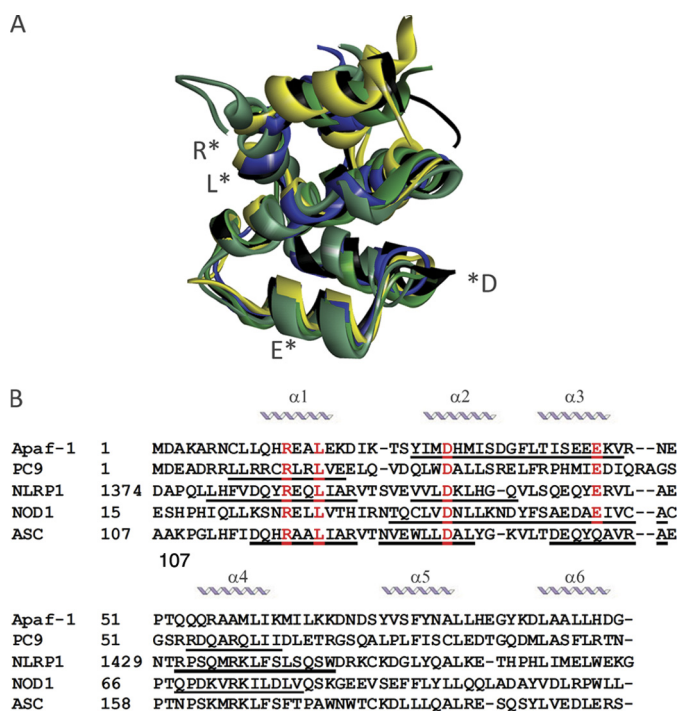 A
R*
L*
*D
E*
B
α1 α2 α3
Apaf-1 1 MDAKARNCLLQHREALEKDIK-TSYIMDHMISDGFLTISEEEKVR--NE
PC9 1 MDEADRRLLRRCRLRLVEELQ-VDQLWDALLSRELFRPHMIEDIQRAGS
NLRP1 1374 DAPQLLHFVDQYREQLIARVTSVEVVLDKLHG-QVLSQEQYERVL--AE
NOD1 15 ESHPHIQLLKSNRELLVTHIRNTQCLVDNLLKNDYFSAEDAEIVC--AC
ASC 107 AAKPGLHFIDQHRAALIARVTNVEWLLDALYG-KVLTDEQYQAVR--AE
107
α4 α5 α6
Apaf-1 51 PTQQQRAAMLIKMILKKDNDSYVSFYNALLHEGYKDLAALLHDG-
PC9 51 GSRRDQARQLIIDLETRGSQALPLFISCLEDTGQDMLASFLRTN-
NLRP1 1429 NTRPSQMRKLFSLSQSWDRKCKDGLYQALKE-THPHLIMELWEKG
NOD1 66 PTQPDKVRKILDLVQSKGEEVSEFFLYLLQQLADAYVDLRPWLL-
ASC 158 PTNPSKMRKLFSFTPAWNWTCKDLLLQALRE-SQSYLVEDLERS-